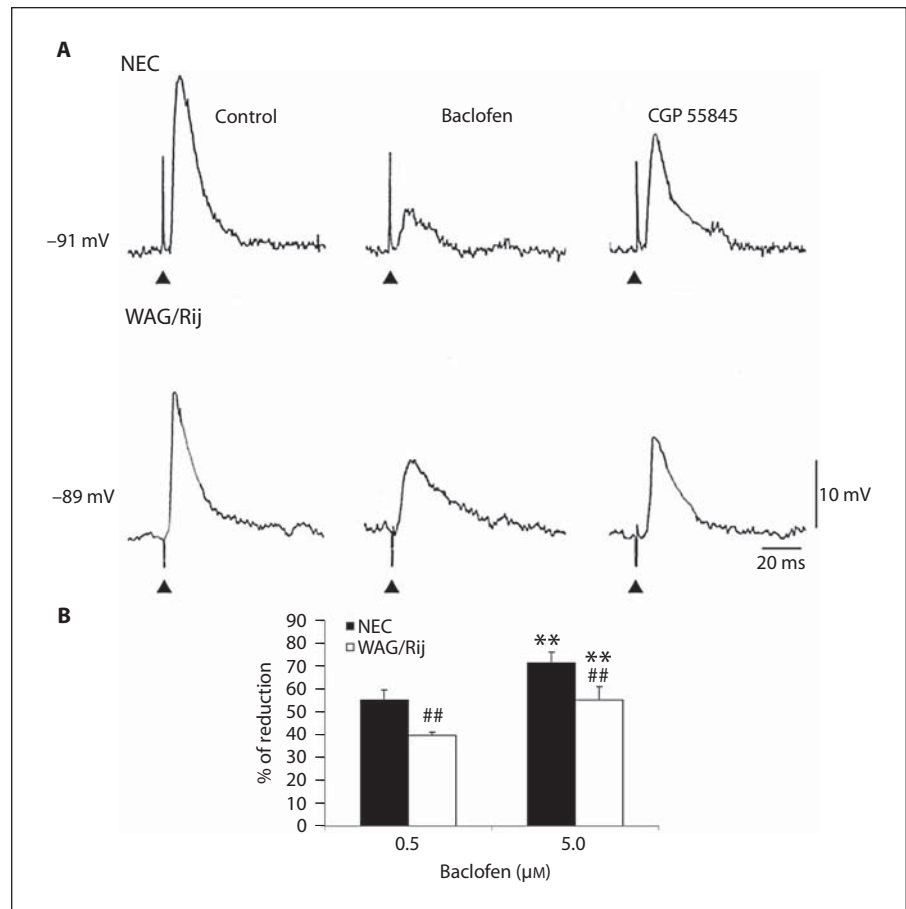 A
NEC
Control
Baclofen
CGP 55845
–91 mV
WAG/Rij
–89 mV
10 mV
20 ms
B
90
80
70
60
50
40
30
20
10
0
% of reduction
NEC
WAG/Rij
##
**
**
##
0.5
5.0
Baclofen (µM)